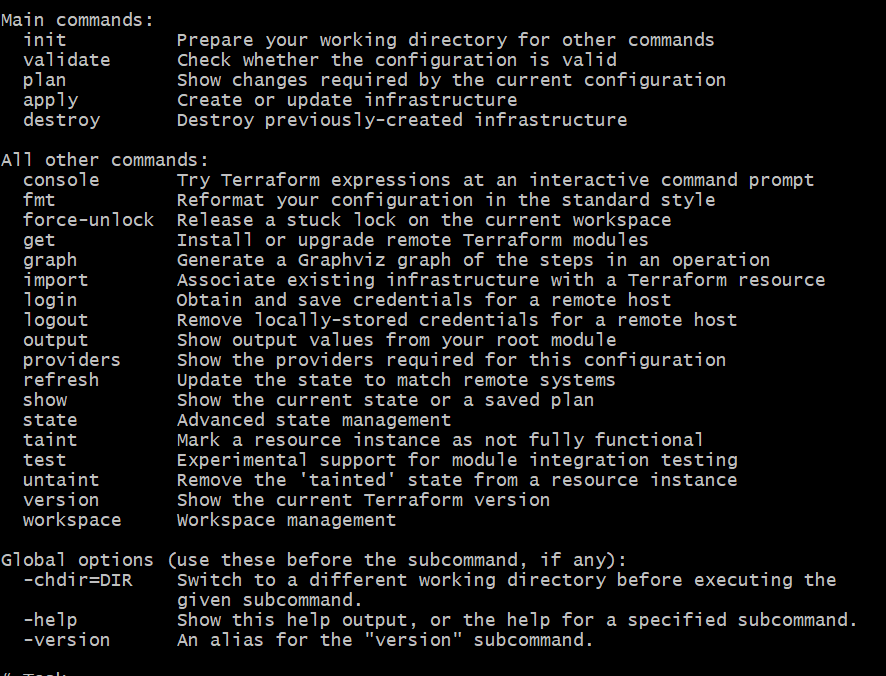 Main commands:
  init          Prepare your working directory for other commands
  validate      Check whether the configuration is valid
  plan          Show changes required by the current configuration
  apply         Create or update infrastructure
  destroy       Destroy previously-created infrastructure

All other commands:
  console       Try Terraform expressions at an interactive command prompt
  fmt           Reformat your configuration in the standard style
  force-unlock  Release a stuck lock on the current workspace
  get           Install or upgrade remote Terraform modules
  graph         Generate a Graphviz graph of the steps in an operation
  import        Associate existing infrastructure with a Terraform resource
  login         Obtain and save credentials for a remote host
  logout        Remove locally-stored credentials for a remote host
  output        Show output values from your root module
  providers     Show the providers required for this configuration
  refresh       Update the state to match remote systems
  show          Show the current state or a saved plan
  state         Advanced state management
  taint         Mark a resource instance as not fully functional
  test          Experimental support for module integration testing
  untaint       Remove the 'tainted' state from a resource instance
  version       Show the current Terraform version
  workspace     Workspace management

Global options (use these before the subcommand, if any):
  -chdir=DIR    Switch to a different working directory before executing the
                given subcommand.
  -help         Show this help output, or the help for a specified subcommand.
  -version      An alias for the "version" subcommand.